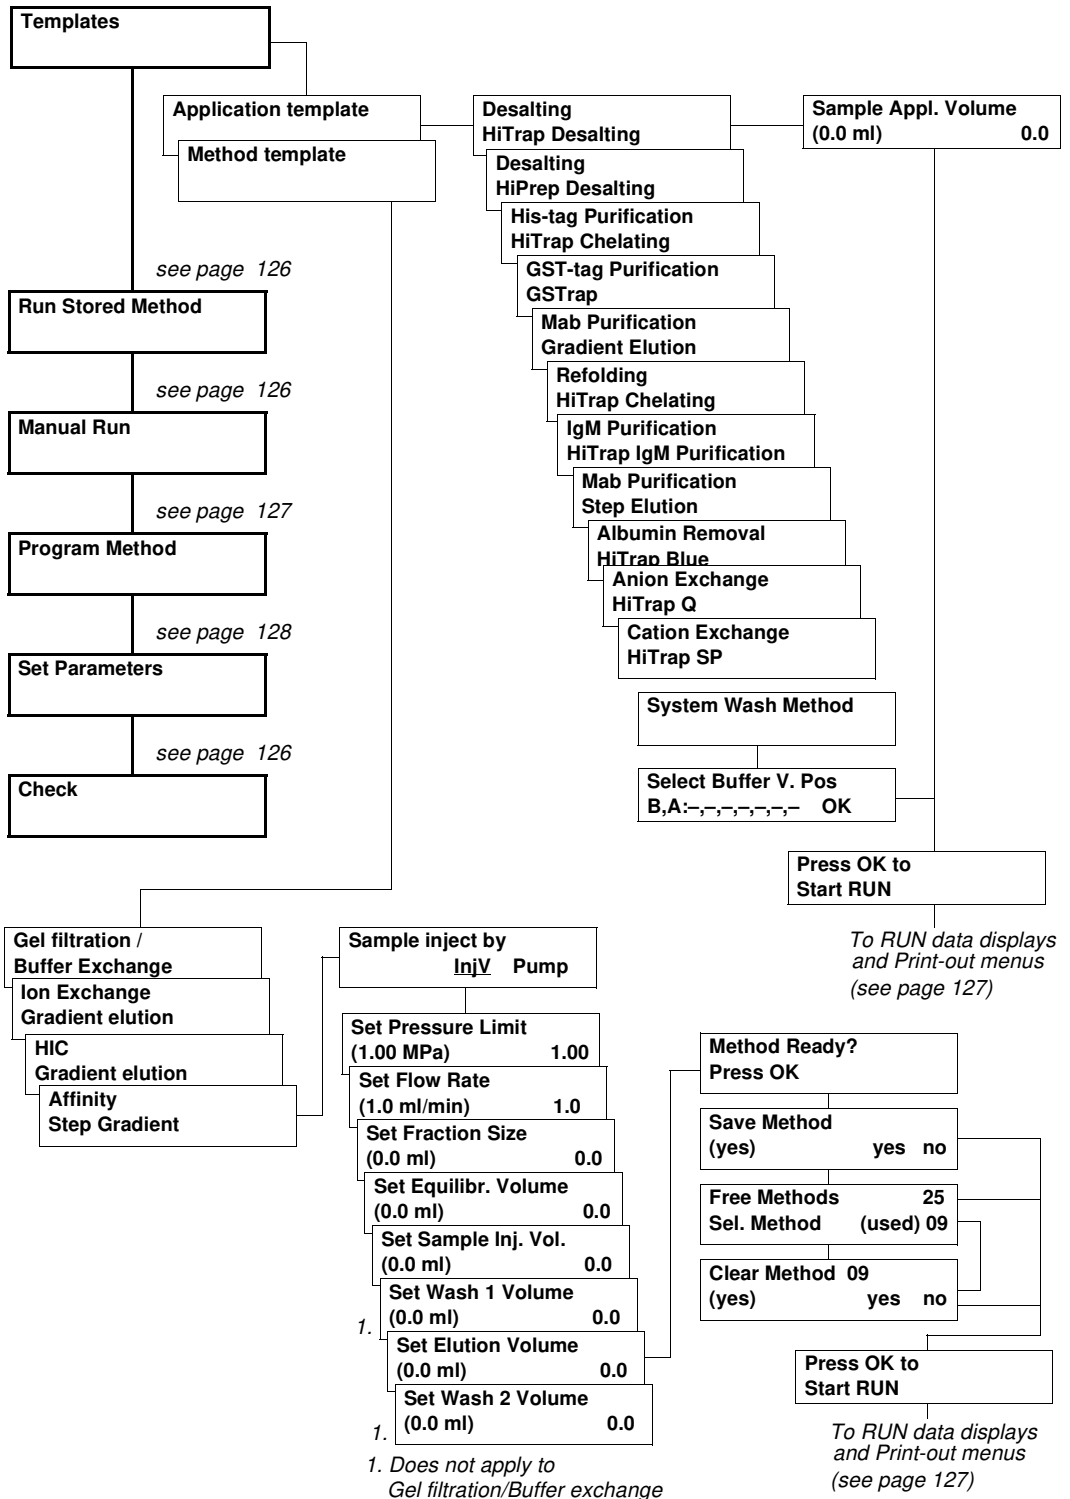 Templates
Application template
Method template
Desalting
HiTrap Desalting
Desalting
HiPrep Desalting
His-tag Purification
HiTrap Chelating
GST-tag Purification
GSTrap
Mab Purification
Gradient Elution
Refolding
HiTrap Chelating
IgM Purification
HiTrap IgM Purification
Mab Purification
Step Elution
Albumin Removal
HiTrap Blue
Anion Exchange
HiTrap Q
Cation Exchange
HiTrap SP
Sample Appl. Volume
(0.0 ml) 0.0
see page 126
Run Stored Method
see page 126
Manual Run
see page 127
Program Method
see page 128
Set Parameters
see page 126
Check
System Wash Method
Select Buffer V. Pos
B,A:–,–,–,–,–,–,– OK
Press OK to
Start RUN
To RUN data displays
and Print-out menus
(see page 127)
Gel filtration /
Buffer Exchange
Ion Exchange
Gradient elution
HIC
Gradient elution
Affinity
Step Gradient
Sample inject by
InjV Pump
Set Pressure Limit
(1.00 MPa) 1.00
Set Flow Rate
(1.0 ml/min) 1.0
Set Fraction Size
(0.0 ml) 0.0
Set Equilibr. Volume
(0.0 ml) 0.0
Set Sample Inj. Vol.
(0.0 ml) 0.0
Set Wash 1 Volume
1. (0.0 ml) 0.0
Set Elution Volume
(0.0 ml) 0.0
Set Wash 2 Volume
1. (0.0 ml) 0.0
1. Does not apply to
Gel filtration/Buffer exchange
Method Ready?
Press OK
Save Method
(yes) yes no
Free Methods 25
Sel. Method (used) 09
Clear Method 09
(yes) yes no
Press OK to
Start RUN
To RUN data displays
and Print-out menus
(see page 127)